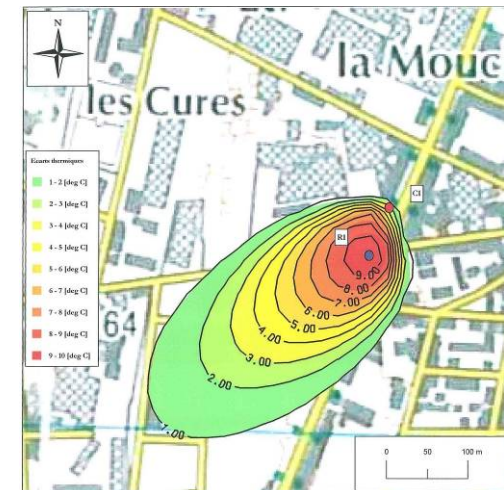 N
la Mouc
les Cures
Ecarts thermiques
1 - 2 [deg C]
2 - 3 [deg C]
3 - 4 [deg C]
4 - 5 [deg C]
5 - 6 [deg C]
6 - 7 [deg C]
7 - 8 [deg C]
8 - 9 [deg C]
9 - 10 [deg C]
CI
RI
9.00
8.00
7.00
6.00
5.00
4.00
3.00
2.00
1.00
64
0 50 100 m